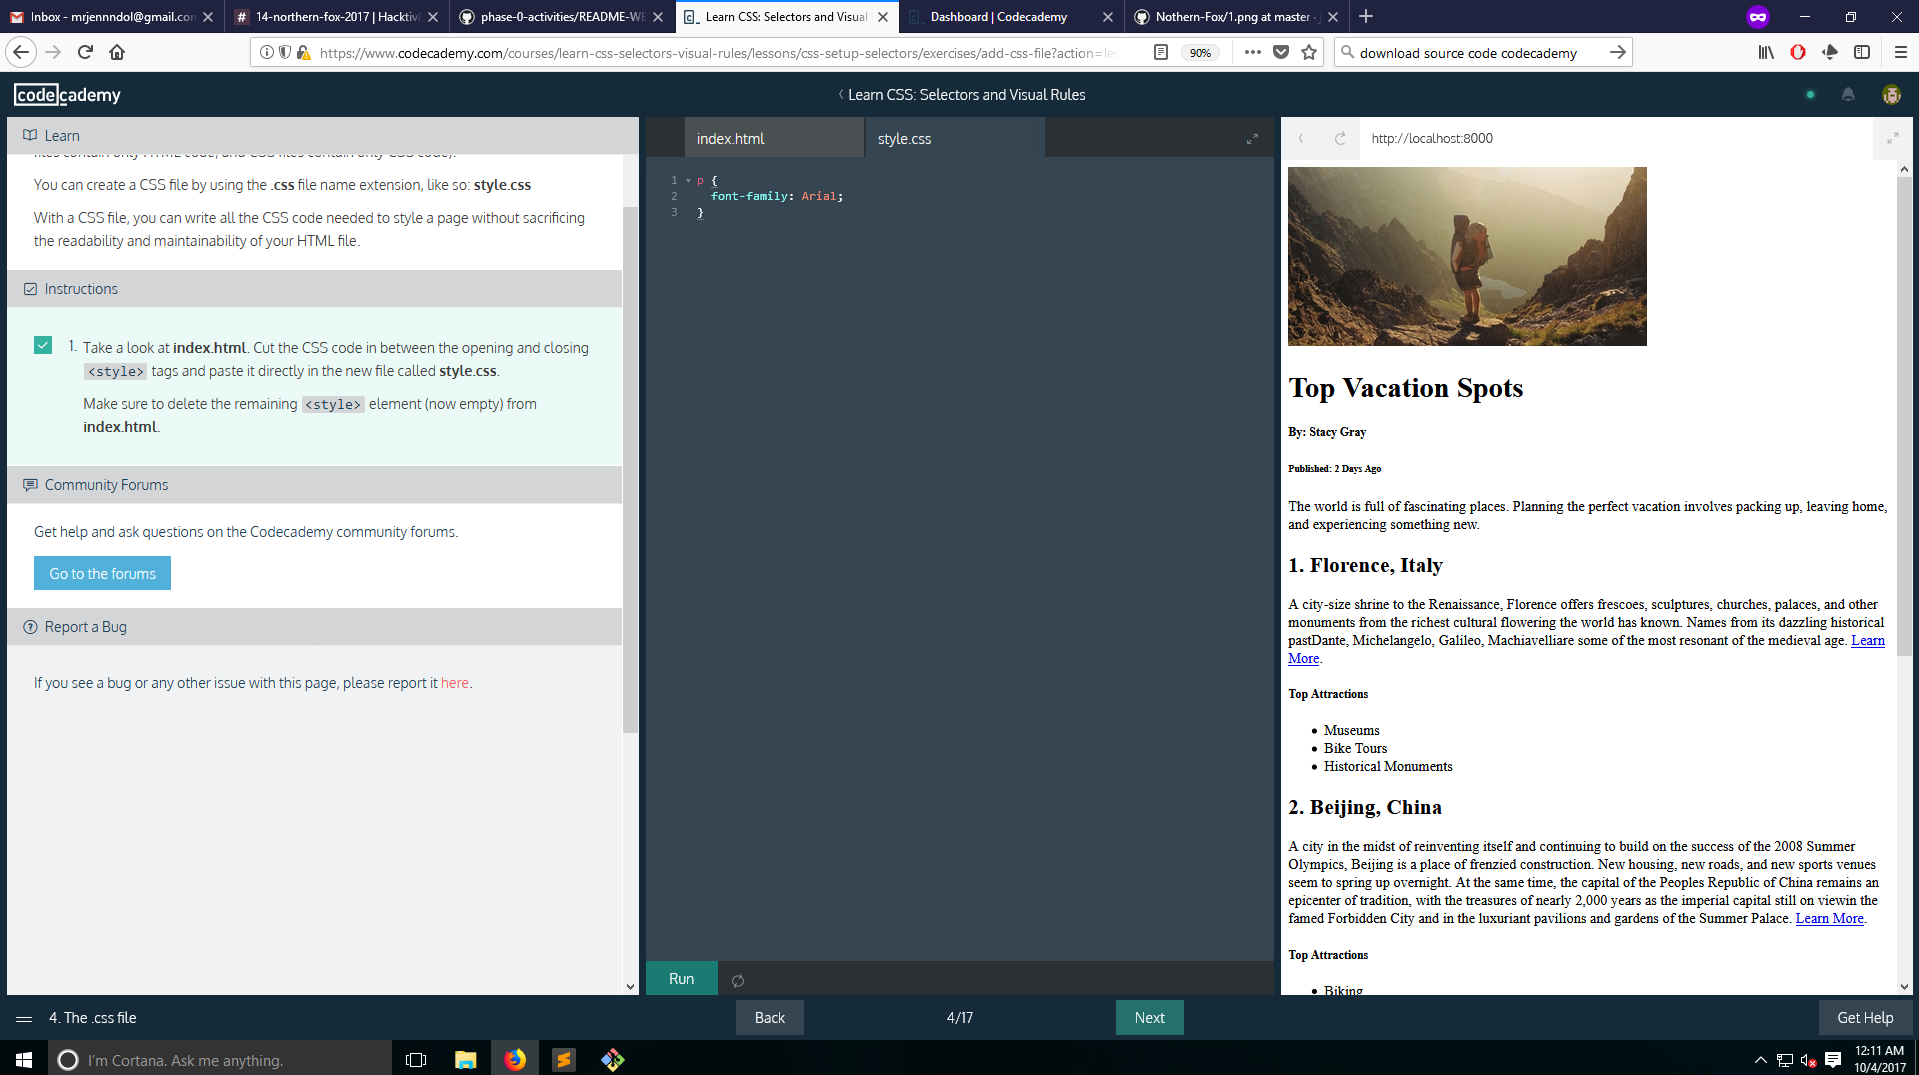 Inbox - mrjennndol@gmail.con
14-northern-fox-2017 | Hacktiv
phase-0-activities/README-WE
Learn CSS: Selectors and Visual
Dashboard | Codecademy
Nothern-Fox/1.png at master ·
https://www.codecademy.com/courses/learn-css-selectors-visual-rules/lessons/css-setup-selectors/exercises/add-css-file?action=le
90%
download source code codecademy
codecademy
Learn CSS: Selectors and Visual Rules
Learn
files contain only HTML code, and CSS files contain only CSS code).
You can create a CSS file by using the .css file name extension, like so: style.css
With a CSS file, you can write all the CSS code needed to style a page without sacrificing
the readability and maintainability of your HTML file.
Instructions
1. Take a look at index.html. Cut the CSS code in between the opening and closing
<style> tags and paste it directly in the new file called style.css.
Make sure to delete the remaining <style> element (now empty) from
index.html.
Community Forums
Get help and ask questions on the Codecademy community forums.
Go to the forums
Report a Bug
If you see a bug or any other issue with this page, please report it here.
index.html
style.css
1 p {
2 font-family: Arial;
3 }
Run
http://localhost:8000
Top Vacation Spots
By: Stacy Gray
Published: 2 Days Ago
The world is full of fascinating places. Planning the perfect vacation involves packing up, leaving home,
and experiencing something new.
1. Florence, Italy
A city-size shrine to the Renaissance, Florence offers frescoes, sculptures, churches, palaces, and other
monuments from the richest cultural flowering the world has known. Names from its dazzling historical
pastDante, Michelangelo, Galileo, Machiavelliare some of the most resonant of the medieval age. Learn
More.
Top Attractions
• Museums
• Bike Tours
• Historical Monuments
2. Beijing, China
A city in the midst of reinventing itself and continuing to build on the success of the 2008 Summer
Olympics, Beijing is a place of frenzied construction. New housing, new roads, and new sports venues
seem to spring up overnight. At the same time, the capital of the Peoples Republic of China remains an
epicenter of tradition, with the treasures of nearly 2,000 years as the imperial capital still on viewin the
famed Forbidden City and in the luxuriant pavilions and gardens of the Summer Palace. Learn More.
Top Attractions
• Biking
4. The .css file
Back
4/17
Next
Get Help
I'm Cortana. Ask me anything.
12:11 AM
10/4/2017